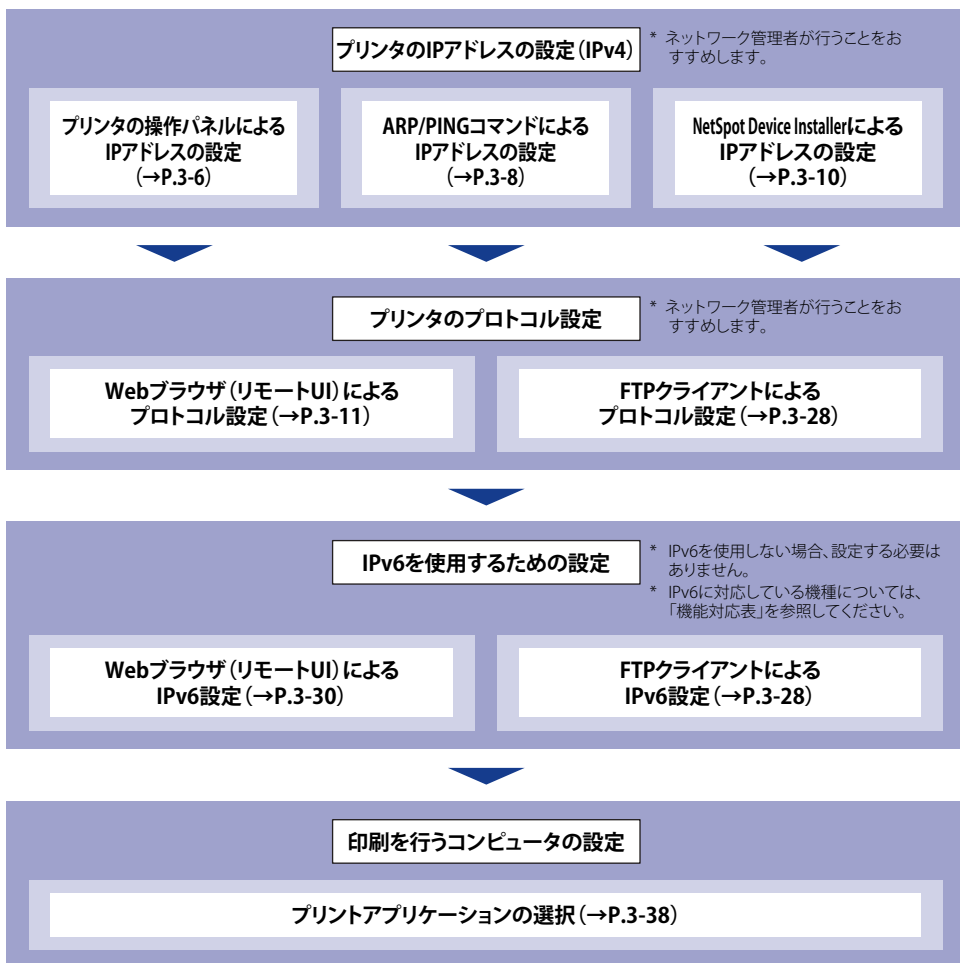 プリンタのIPアドレスの設定（IPv4）
* ネットワーク管理者が行うことをお
すすめします。
プリンタの操作パネルによる
IPアドレスの設定
（→P.3-6）
ARP/PINGコマンドによる
IPアドレスの設定
（→P.3-8）
NetSpot Device Installerによる
IPアドレスの設定
（→P.3-10）
プリンタのプロトコル設定
* ネットワーク管理者が行うことをお
すすめします。
Webブラウザ（リモートUI）による
プロトコル設定（→P.3-11）
FTPクライアントによる
プロトコル設定（→P.3-28）
IPv6を使用するための設定
* IPv6を使用しない場合、設定する必要は
ありません。
* IPv6に対応している機種については、
「機能対応表」を参照してください。
Webブラウザ（リモートUI）による
IPv6設定（→P.3-30）
FTPクライアントによる
IPv6設定（→P.3-28）
印刷を行うコンピュータの設定
プリントアプリケーションの選択（→P.3-38）